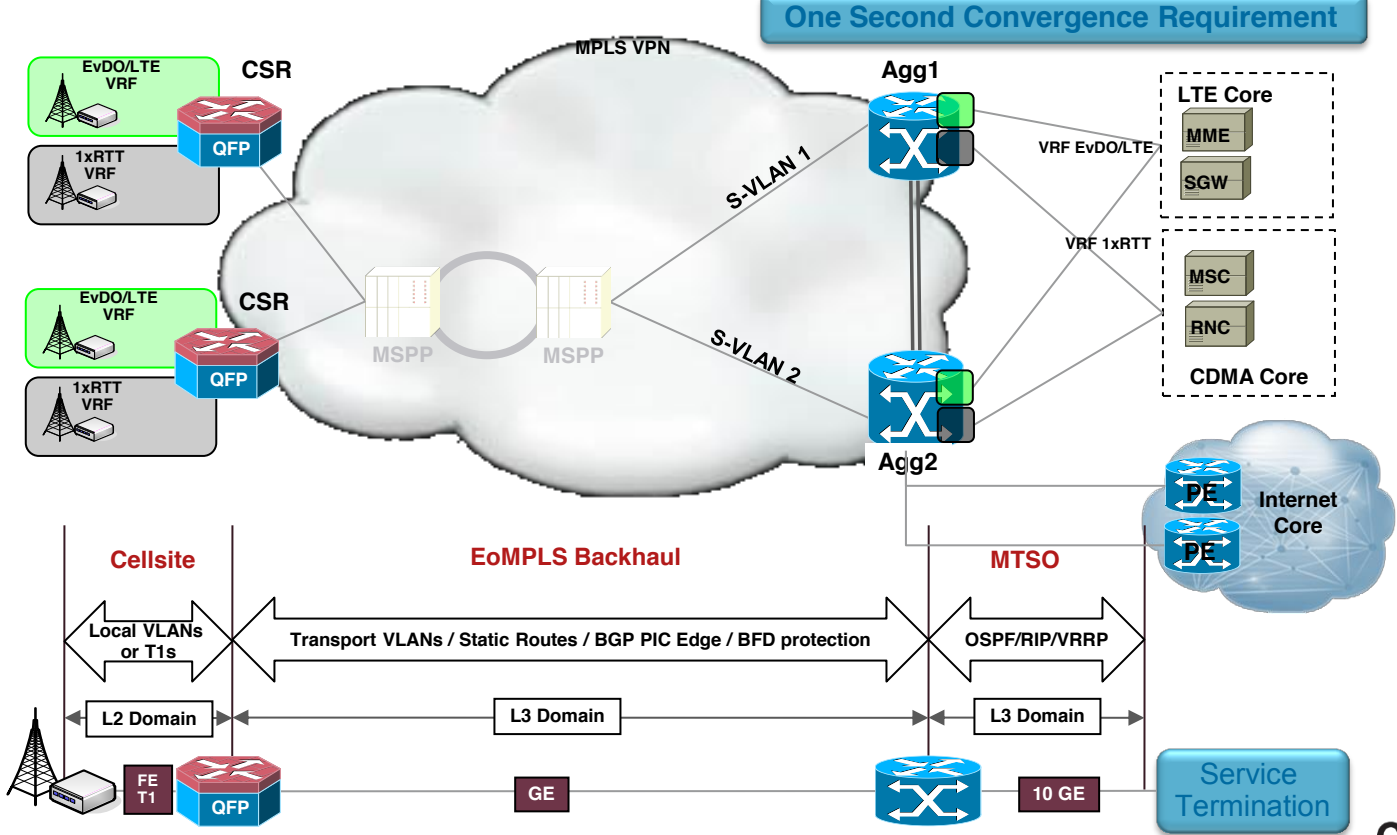 One Second Convergence Requirement
MPLS VPN
EvDO/LTE
VRF
CSR
QFP
1xRTT
VRF
EvDO/LTE
VRF
CSR
QFP
1xRTT
VRF
MSPP
MSPP
S-VLAN 1
S-VLAN 2
Agg1
Agg2
VRF EvDO/LTE
VRF 1xRTT
LTE Core
MME
SGW
MSC
RNC
CDMA Core
PE
PE
Internet
Core
Cellsite
EoMPLS Backhaul
MTSO
Local VLANs
or T1s
Transport VLANs / Static Routes / BGP PIC Edge / BFD protection
OSPF/RIP/VRRP
L2 Domain
L3 Domain
L3 Domain
FE
T1
QFP
GE
10 GE
Service
Termination